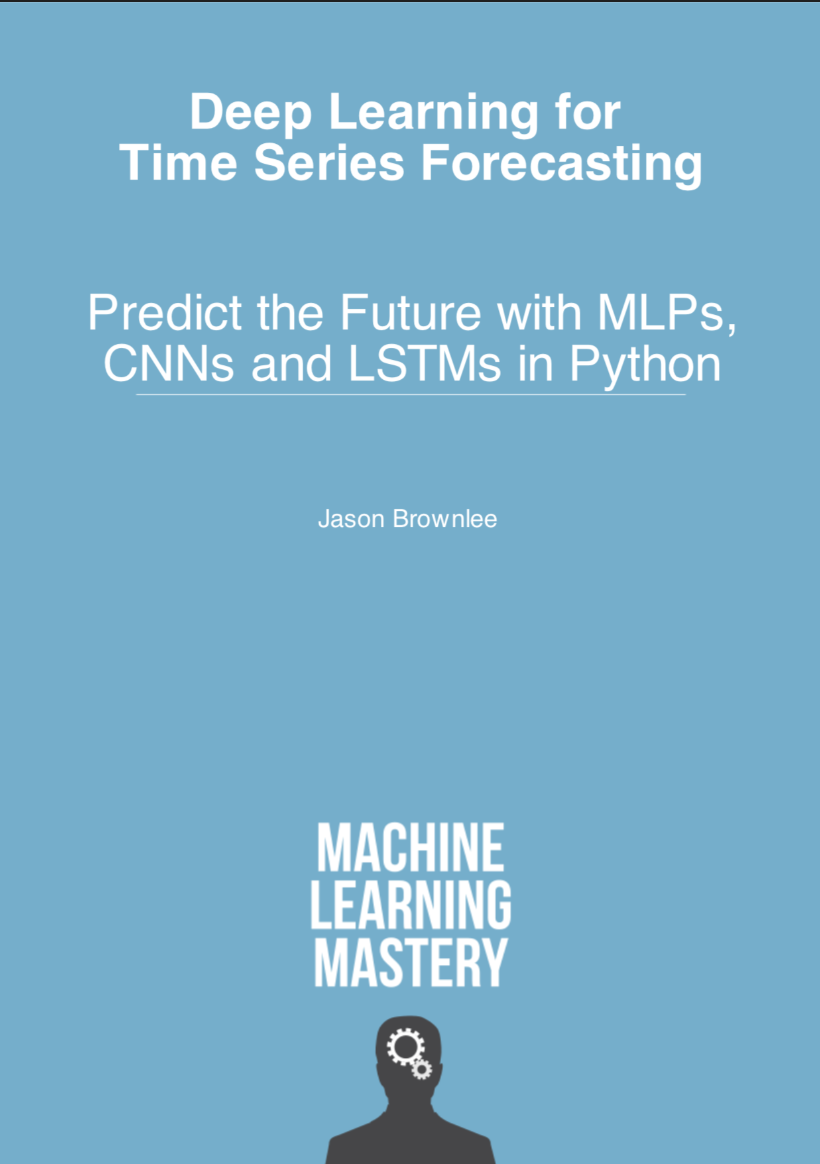 Deep Learning for
Time Series Forecasting
Predict the Future with MLPs,
CNNs and LSTMs in Python
Jason Brownlee
MACHINE
LEARNING
MASTERY